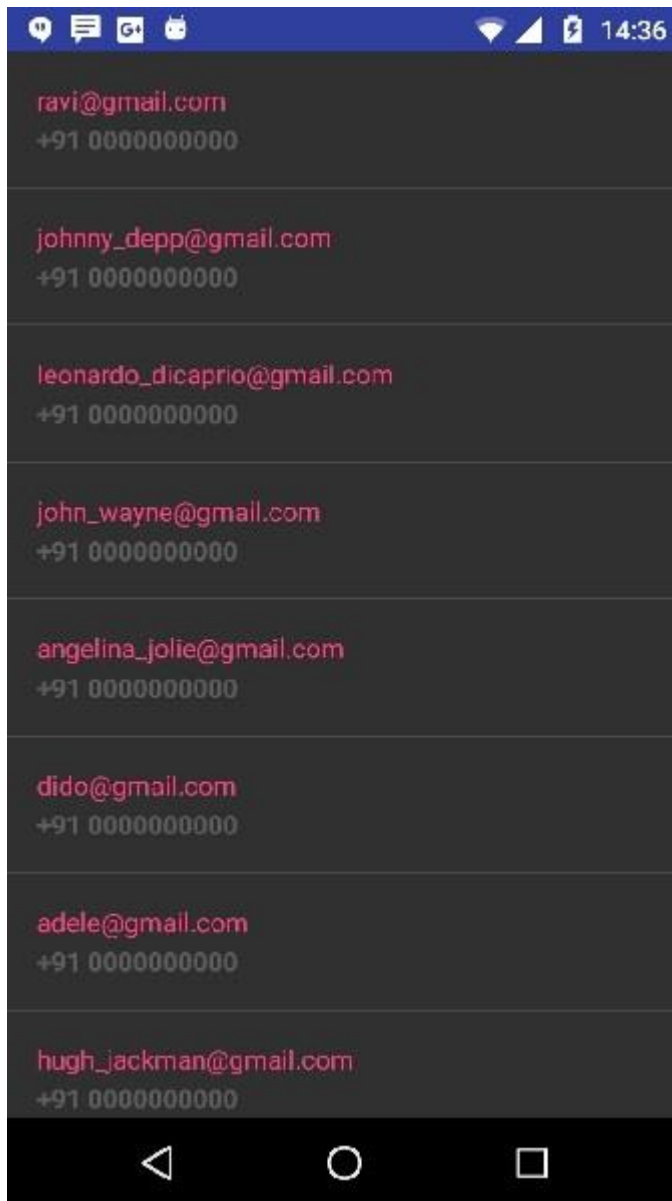 14:36
ravi@gmail.com
+91 0000000000
johnny_depp@gmail.com
+91 0000000000
leonardo_dicaprio@gmail.com
+91 0000000000
john_wayne@gmail.com
+91 0000000000
angelina_jolie@gmail.com
+91 0000000000
dido@gmail.com
+91 0000000000
adele@gmail.com
+91 0000000000
hugh_jackman@gmail.com
+91 0000000000